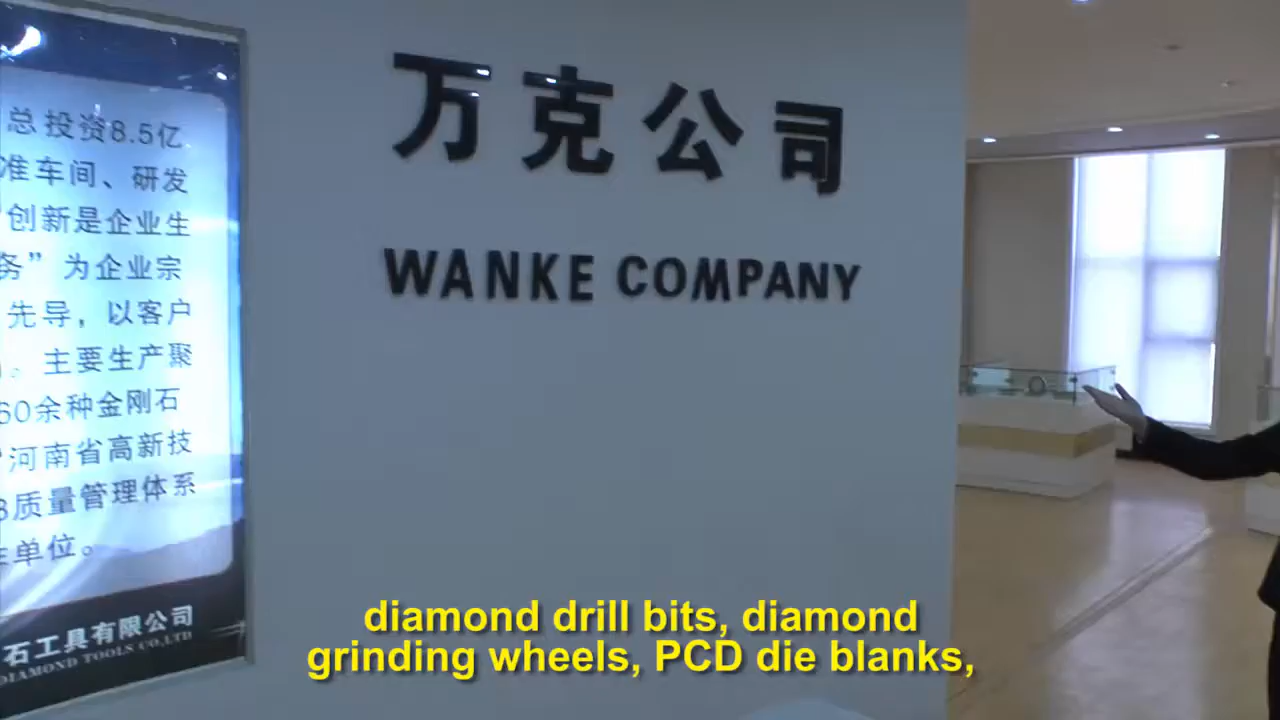 总投资8.5亿
准车间、研发
创新是企业生
务”为企业宗
先导，以客户
。主要生产聚
60余种金刚石
“河南省高新技
质量管理体系
单位。
石工具有限公司
DIAMOND TOOLS CO.,LTD
万克公司
WANKE COMPANY
diamond drill bits, diamond
grinding wheels, PCD die blanks,